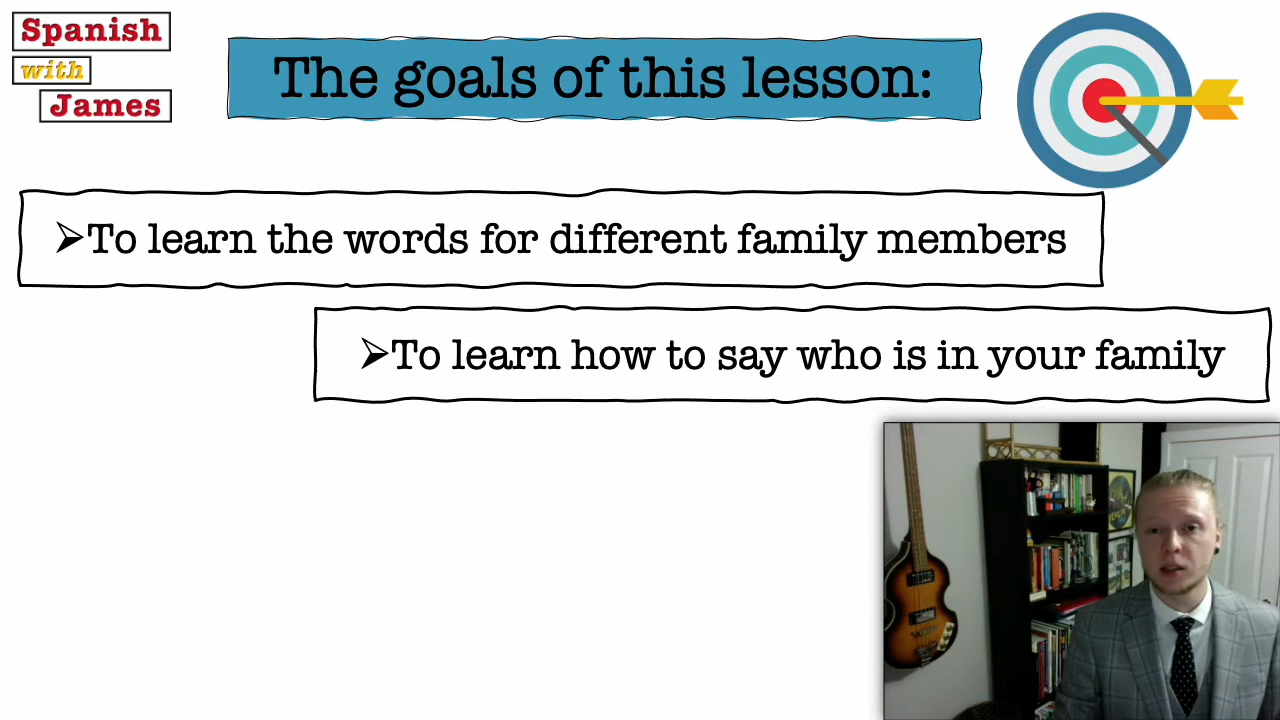 Spanish
with
James
The goals of this lesson:
➢To learn the words for different family members
➢To learn how to say who is in your family